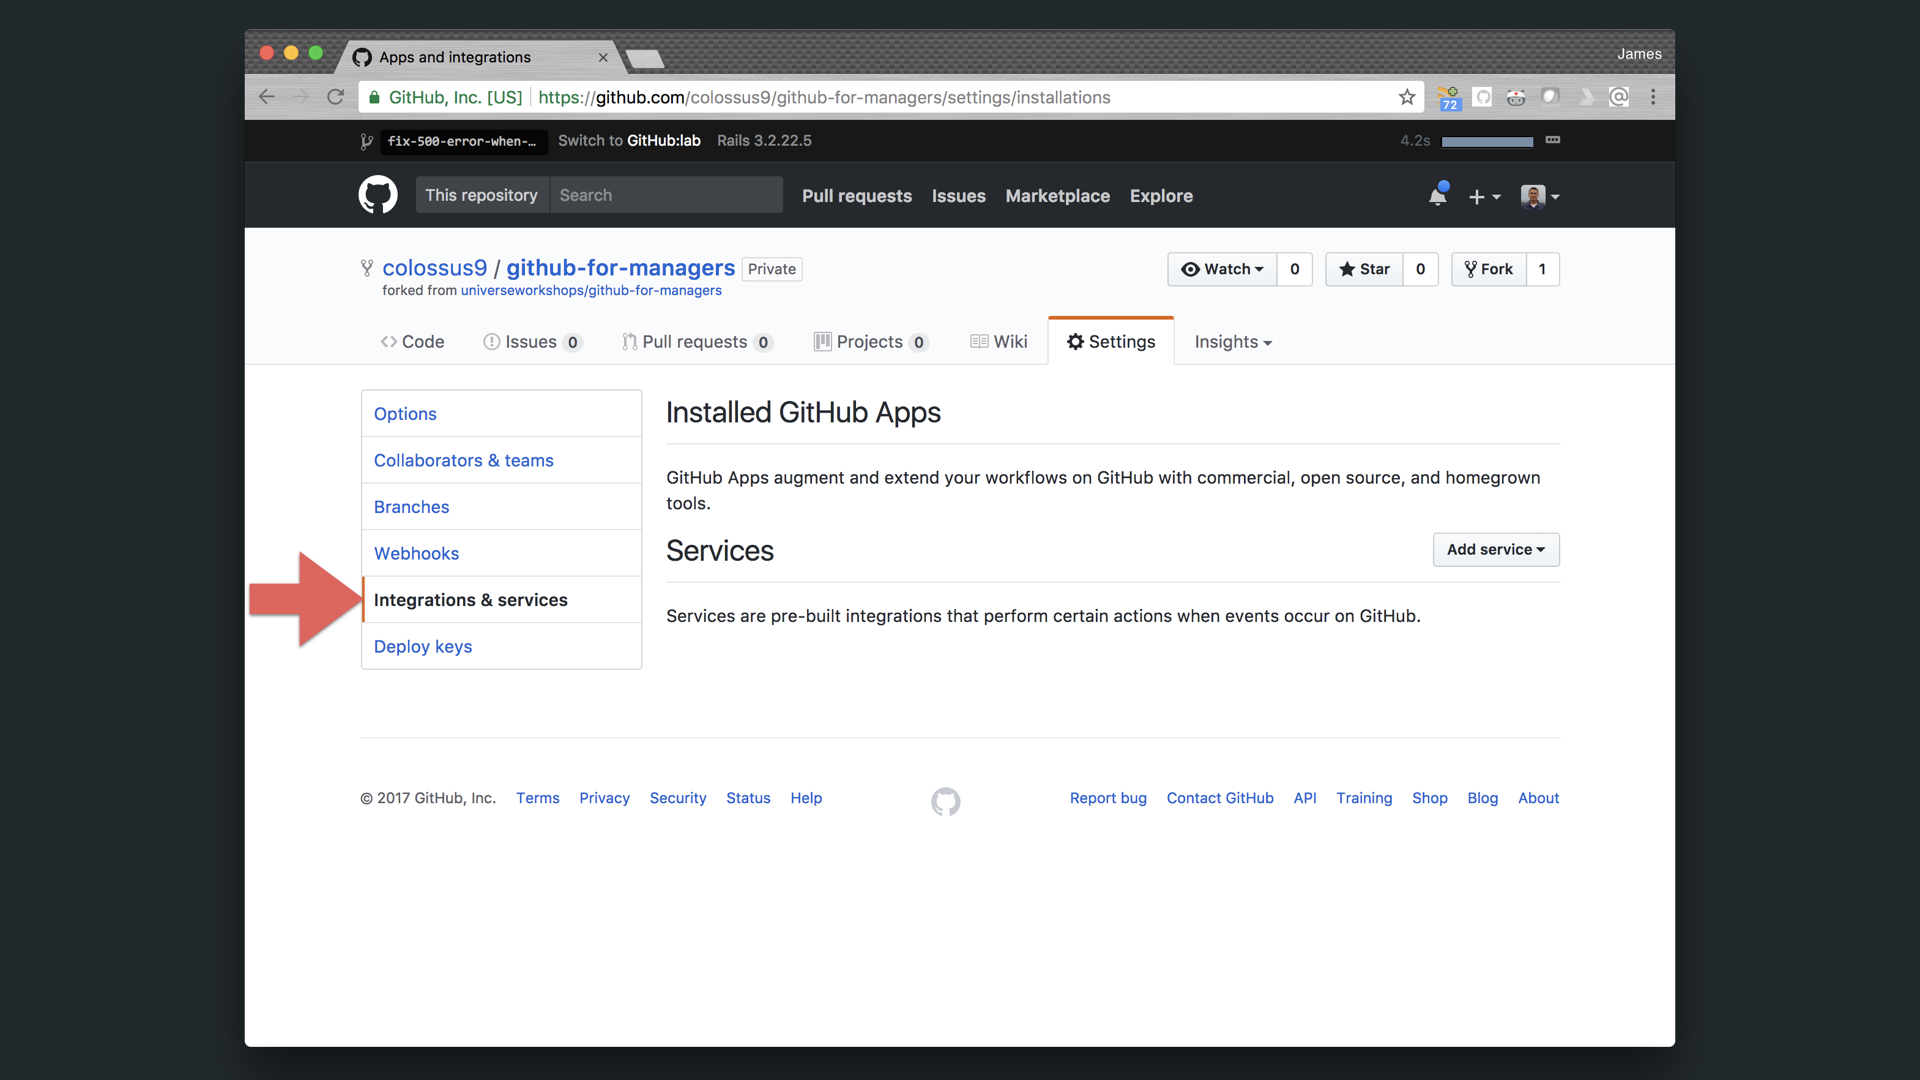 Apps and integrations
James
GitHub, Inc. [US] https://github.com/colossus9/github-for-managers/settings/installations
72
fix-500-error-when-… Switch to GitHub:lab Rails 3.2.22.5 4.2s
This repository Search Pull requests Issues Marketplace Explore
colossus9 / github-for-managers Private Watch 0 Star 0 Fork 1
forked from universeworkshops/github-for-managers
Code Issues 0 Pull requests 0 Projects 0 Wiki Settings Insights
Options
Collaborators & teams
Branches
Webhooks
Integrations & services
Deploy keys
Installed GitHub Apps
GitHub Apps augment and extend your workflows on GitHub with commercial, open source, and homegrown
tools.
Services Add service
Services are pre-built integrations that perform certain actions when events occur on GitHub.
© 2017 GitHub, Inc. Terms Privacy Security Status Help Report bug Contact GitHub API Training Shop Blog About